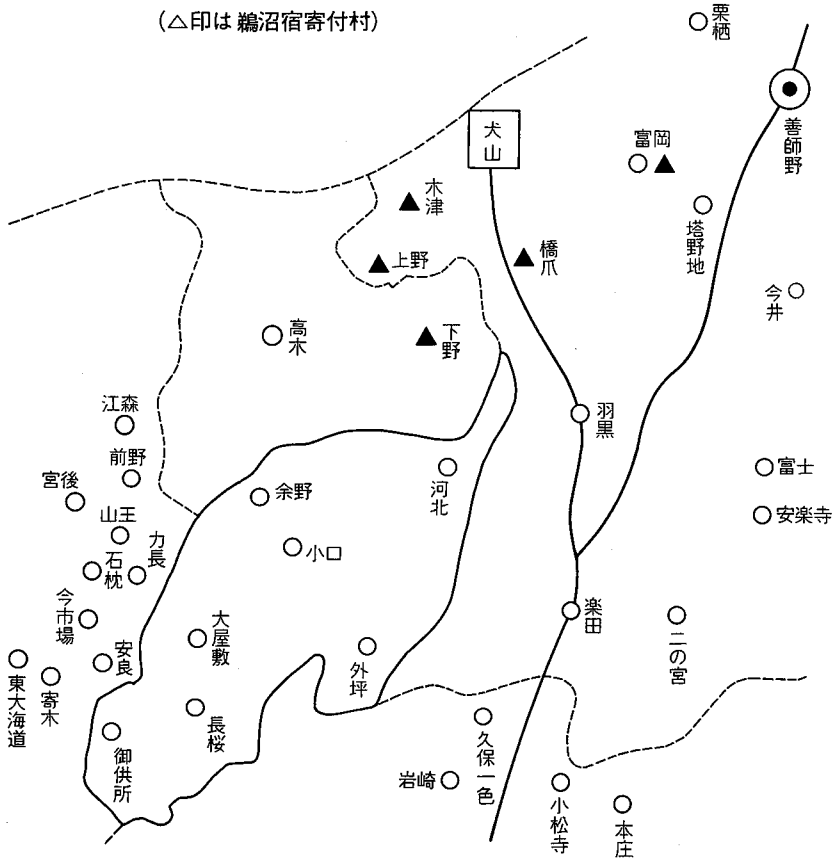 (△印は鵜沼宿寄付村)
栗栖
犬山
善師野
富岡
木津
塔野地
橋爪
上野
今井
高木
下野
江森
羽黒
前野
宮後
余野
河北
富士
山王
安楽寺
力長
小口
石枕
今市場
大屋敷
楽田
二の宮
安良
外坪
東大海道
寄木
長桜
御供所
久保一色
岩崎
小松寺
本庄